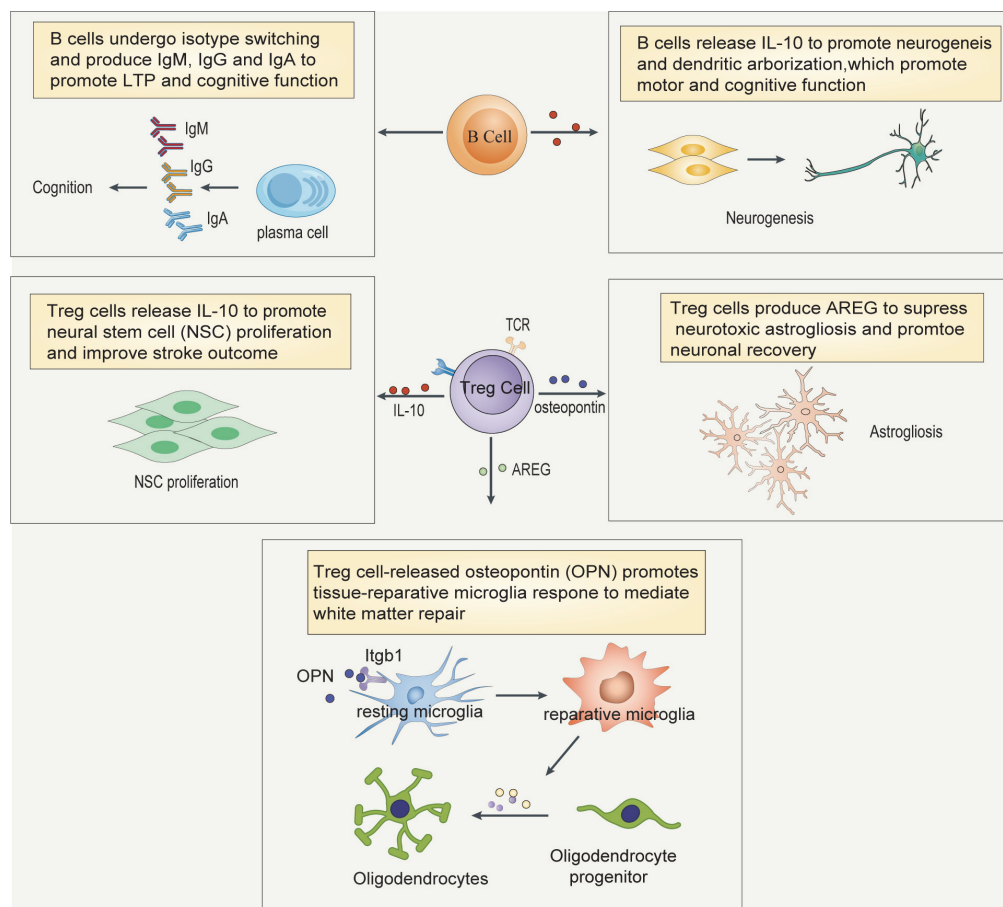 B cells undergo isotype switching
and produce IgM, IgG and IgA to
promote LTP and cognitive function
IgM
IgG
IgA
Cognition
plasma cell
B Cell
B cells release IL-10 to promote neurogeneis
and dendritic arborization,which promote
motor and cognitive function
Neurogenesis
Treg cells release IL-10 to promote
neural stem cell (NSC) proliferation
and improve stroke outcome
NSC proliferation
TCR
Treg Cell
IL-10
osteopontin
AREG
Treg cells produce AREG to supress
neurotoxic astrogliosis and promtoe
neuronal recovery
Astrogliosis
Treg cell-released osteopontin (OPN) promotes
tissue-reparative microglia respone to mediate
white matter repair
Itgb1
OPN
resting microglia
reparative microglia
Oligodendrocytes
Oligodendrocyte
progenitor